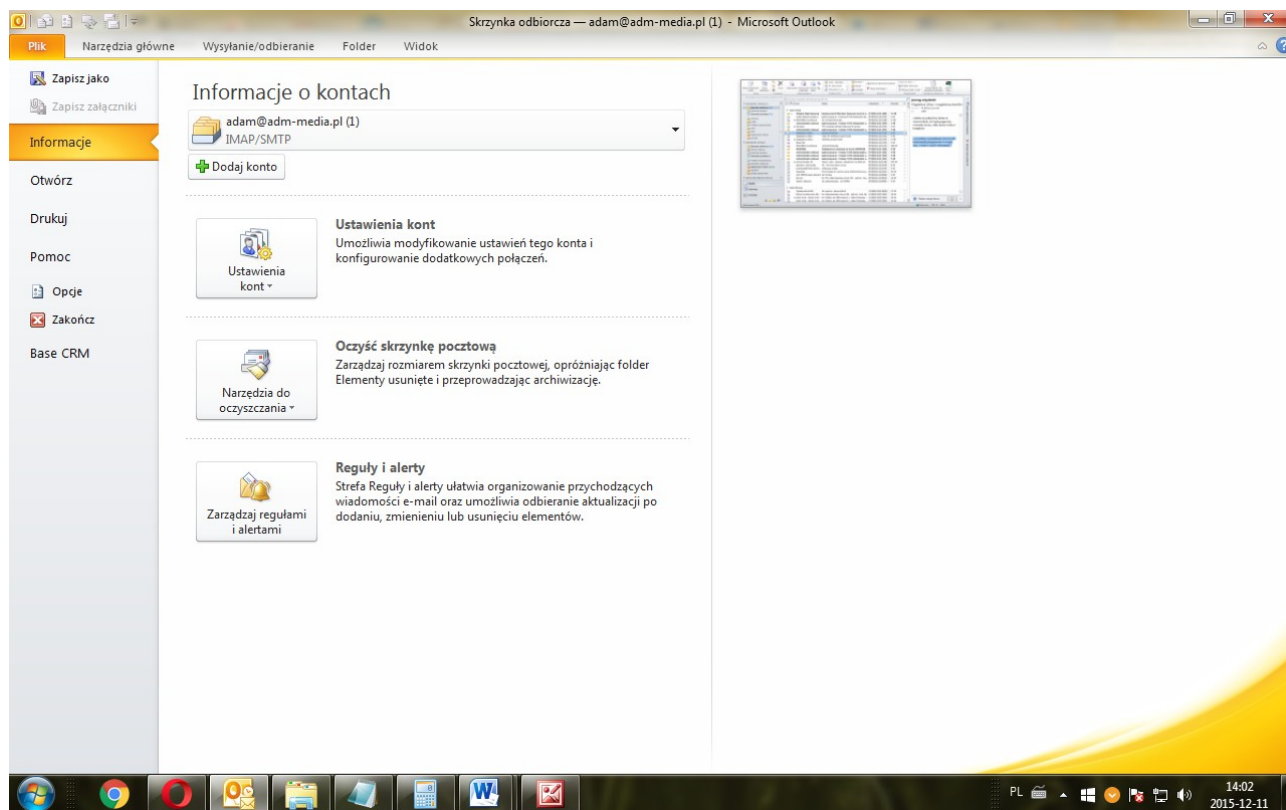 Skrzynka odbiorcza — adam@adm-media.pl (1) - Microsoft Outlook
Plik Narzędzia główne Wysyłanie/odbieranie Folder Widok
Zapisz jako
Zapisz załączniki
Informacje
Otwórz
Drukuj
Pomoc
Opcje
Zakończ
Base CRM
Informacje o kontach
adam@adm-media.pl (1)
IMAP/SMTP
Dodaj konto
Ustawienia kont
Ustawienia kont
Umożliwia modyfikowanie ustawień tego konta i
konfigurowanie dodatkowych połączeń.
Narzędzia do
oczyszczania
Oczyść skrzynkę pocztową
Zarządzaj rozmiarem skrzynki pocztowej, opróżniając folder
Elementy usunięte i przeprowadzając archiwizację.
Zarządzaj regułami
i alertami
Reguły i alerty
Strefa Reguły i alerty ułatwia organizowanie przychodzących
wiadomości e-mail oraz umożliwia odbieranie aktualizacji po
dodaniu, zmienieniu lub usunięciu elementów.
PL
14:02
2015-12-11